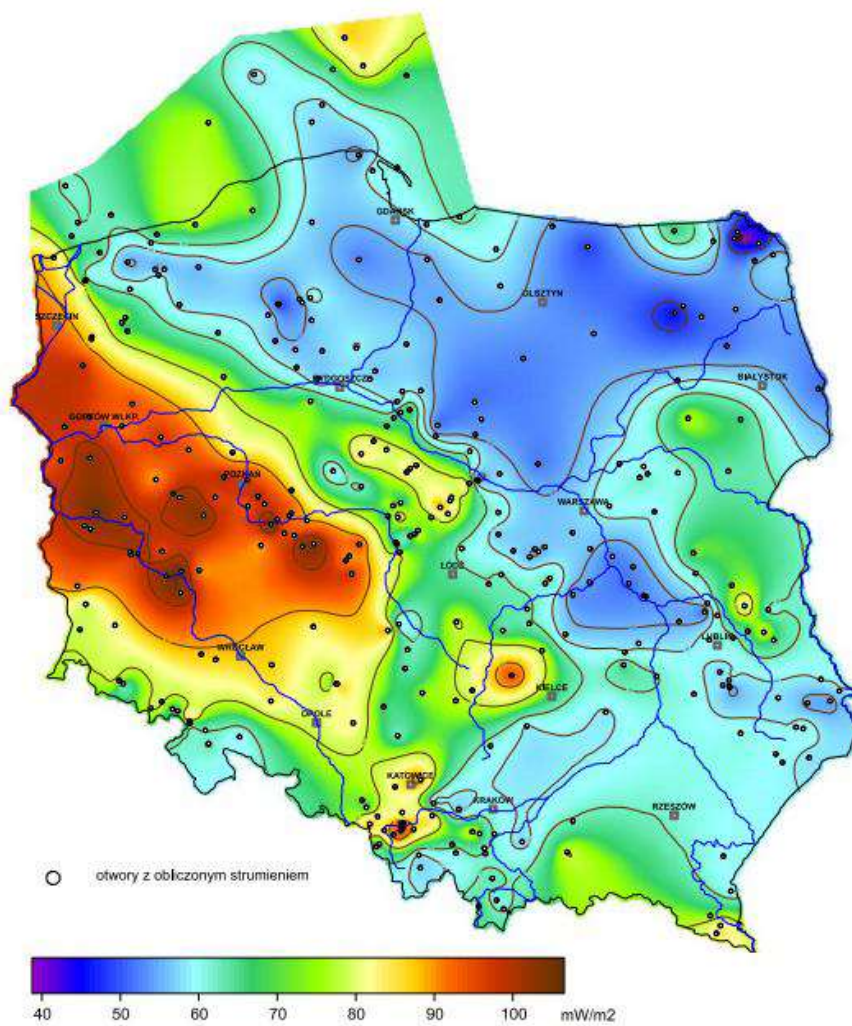 GDAŃSK
OLSZTYN
SZCZECIN
BYDGOSZCZ
BIAŁYSTOK
GORZÓW WLKP.
POZNAŃ
WARSZAWA
ŁÓDŹ
LUBLIN
WROCŁAW
KIELCE
OPOLE
KATOWICE
KRAKÓW
RZESZÓW
otwory z obliczonym strumieniem
40 50 60 70 80 90 100 mW/m2